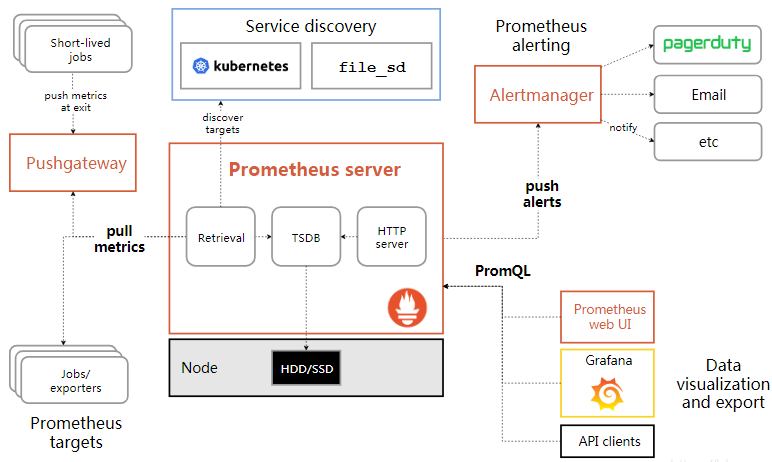 Short-lived
jobs
push metrics
at exit
Pushgateway
pull
metrics
Jobs/
exporters
Prometheus
targets
Service discovery
kubernetes
file_sd
discover
targets
Prometheus server
Retrieval
TSDB
HTTP
server
Node
HDD/SSD
Prometheus
alerting
Alertmanager
pagerduty
Email
notify
etc
push
alerts
PromQL
Prometheus
web UI
Grafana
API clients
Data
visualization
and export